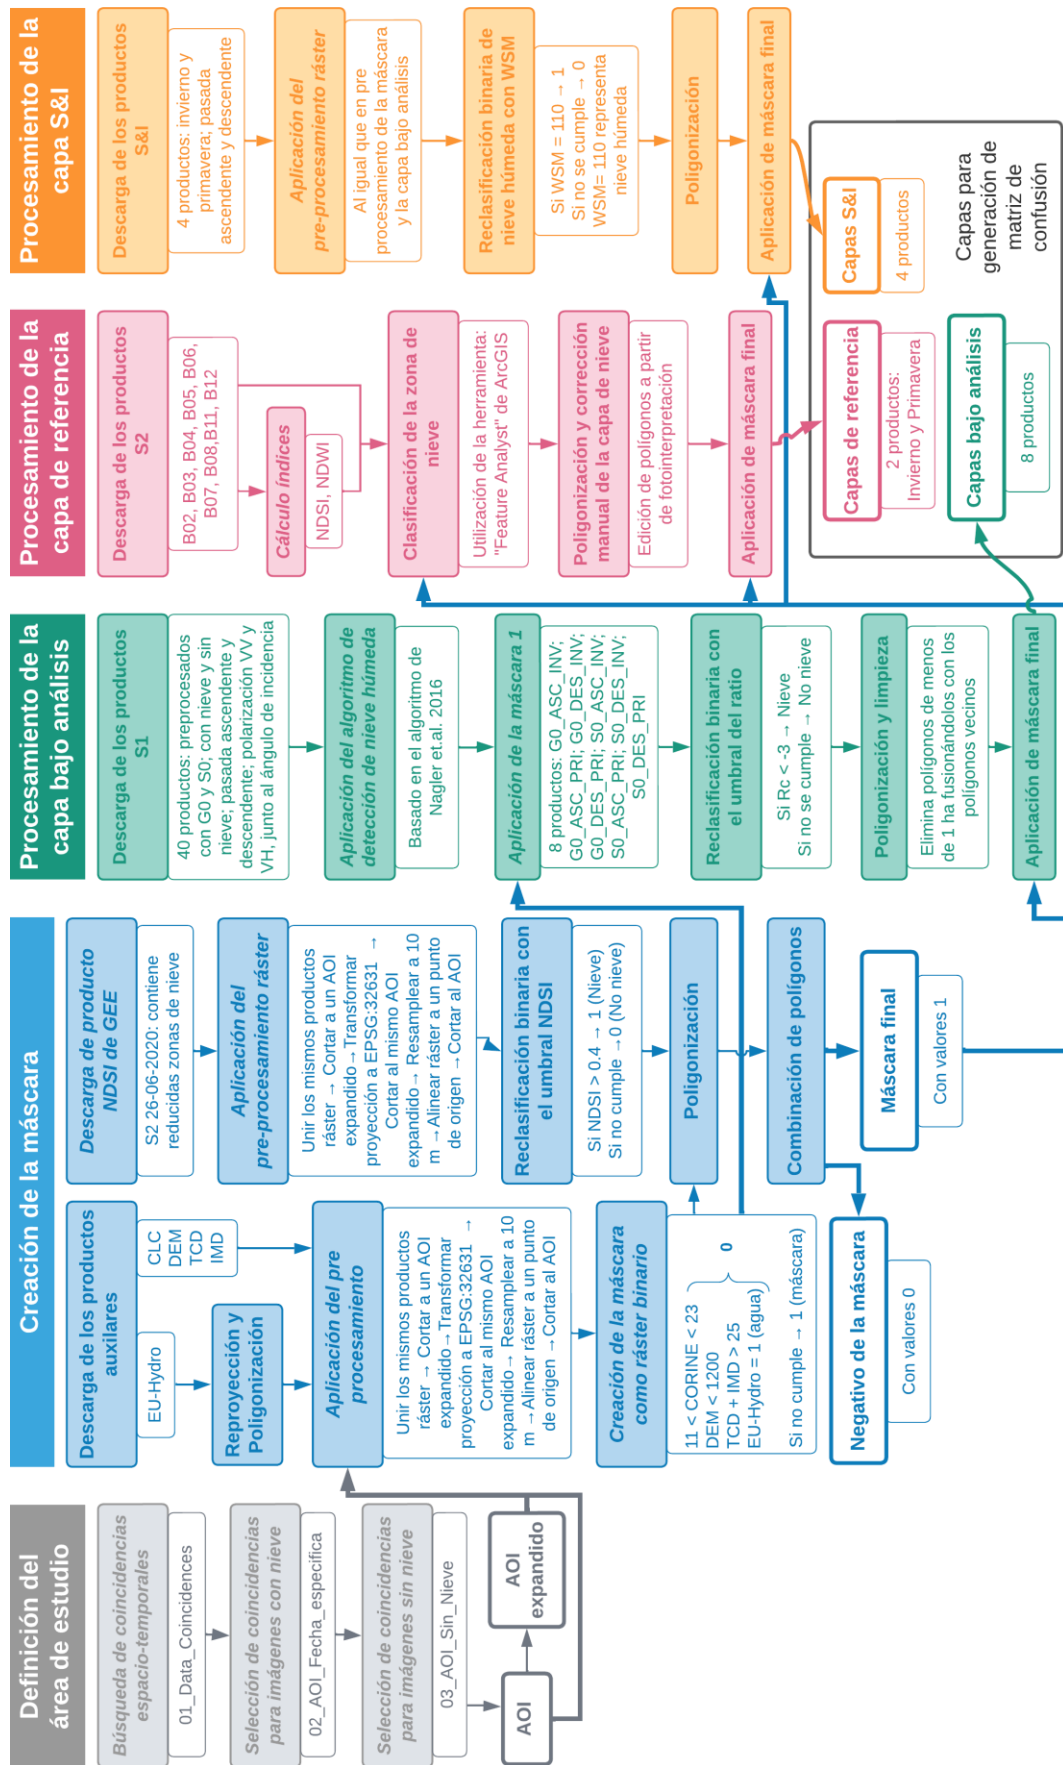 Definición del
área de estudio
Búsqueda de coincidencias
espacio-temporales
01_Data_Coincidences
Selección de coincidencias
para imágenes con nieve
02_AOI_Fecha_especifica
Selección de coincidencias
para imágenes sin nieve
03_AOI_Sin_Nieve
AOI
AOI
expandido
Creación de la máscara
Descarga de los productos
auxilares
EU-Hydro
CLC
DEM
TCD
IMD
Reproyección y
Poligonización
Aplicación del pre
procesamiento
Unir los mismos productos
ráster → Cortar a un AOI
expandido→Transformar
proyección a EPSG:32631 →
Cortar al mismo AOI
expandido→ Resamplear a 10
m →Alinear ráster a un punto
de origen →Cortar al AOI
Creación de la máscara
como ráster binario
11 < CORINE < 23
DEM < 1200
TCD + IMD > 25
EU-Hydro = 1 (agua)
0
Si no cumple → 1 (máscara)
Negativo de la máscara
Con valores 0
Descarga de producto
NDSI de GEE
S2 26-06-2020: contiene
reducidas zonas de nieve
Aplicación del
pre-procesamiento ráster
Unir los mismos productos
ráster → Cortar a un AOI
expandido→Transformar
proyección a EPSG:32631 →
Cortar al mismo AOI
expandido→ Resamplear a 10
m →Alinear ráster a un punto
de origen →Cortar al AOI
Reclasificación binaria con
el umbral NDSI
Si NDSI > 0.4 → 1 (Nieve)
Si no cumple →0 (No nieve)
Poligonización
Combinación de polígonos
Máscara final
Con valores 1
Procesamiento de la
capa bajo análisis
Descarga de los productos
S1
40 productos: preprocesados
con G0 y S0; con nieve y sin
nieve; pasada ascendente y
descendente; polarización VV y
VH, junto al ángulo de incidencia
Aplicación del algoritmo de
detección de nieve húmeda
Basado en el algoritmo de
Nagler et.al. 2016
Aplicación de la máscara 1
8 productos: G0_ASC_INV;
G0_ASC_PRI; G0_DES_INV;
G0_DES_PRI; S0_ASC_INV;
S0_ASC_PRI; S0_DES_INV;
S0_DES_PRI
Reclasificación binaria con
el umbral del ratio
Si Rc < -3 → Nieve
Si no se cumple → No nieve
Poligonización y limpieza
Elimina polígonos de menos
de 1 ha fusionándolos con los
polígonos vecinos
Aplicación de máscara final
Procesamiento de la
capa de referencia
Descarga de los productos
S2
B02, B03, B04, B05, B06,
B07, B08,B11, B12
Cálculo índices
NDSI, NDWI
Clasificación de la zona de
nieve
Utilización de la herramienta:
"Feature Analyst" de ArcGIS
Poligonización y corrección
manual de la capa de nieve
Edición de polígonos a partir
de fotointerpretación
Aplicación de máscara final
Procesamiento de la
capa S&I
Descarga de los productos
S&I
4 productos: invierno y
primavera; pasada
ascendente y descendente
Aplicación del
pre-procesamiento ráster
Al igual que en pre
procesamiento de la máscara
y la capa bajo análisis
Reclasificación binaria de
nieve húmeda con WSM
Si WSM = 110 → 1
Si no se cumple → 0
WSM= 110 representa
nieve húmeda
Poligonización
Aplicación de máscara final
Capas de referencia
2 productos:
Invierno y Primavera
Capas S&I
4 productos
Capas bajo análisis
8 productos
Capas para
generación de
matriz de
confusión